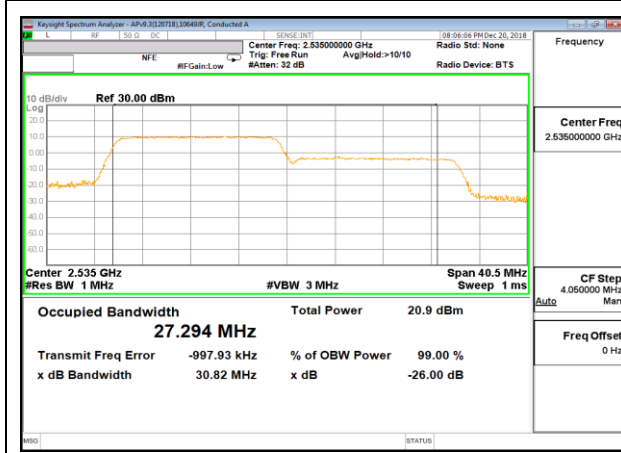 Keysight Spectrum Analyzer - APv9.3(120718),10649JR, Conducted A
L RF 50 Ω DC SENSE:INT 08:06:06 PM Dec 20, 2018
Center Freq: 2.535000000 GHz Radio Std: None
NFE Trig: Free Run Avg|Hold:>10/10
#IFGain:Low #Atten: 32 dB Radio Device: BTS
Frequency
10 dB/div Ref 30.00 dBm
Log
20.0
10.0
0.00
-10.0
-20.0
-30.0
-40.0
-50.0
-60.0
Center 2.535 GHz Span 40.5 MHz
#Res BW 1 MHz #VBW 3 MHz Sweep 1 ms
Occupied Bandwidth Total Power 20.9 dBm
27.294 MHz
Transmit Freq Error -997.93 kHz % of OBW Power 99.00 %
x dB Bandwidth 30.82 MHz x dB -26.00 dB
Center Freq
2.535000000 GHz
CF Step
4.050000 MHz
Auto Man
Freq Offset
0 Hz
MSG STATUS